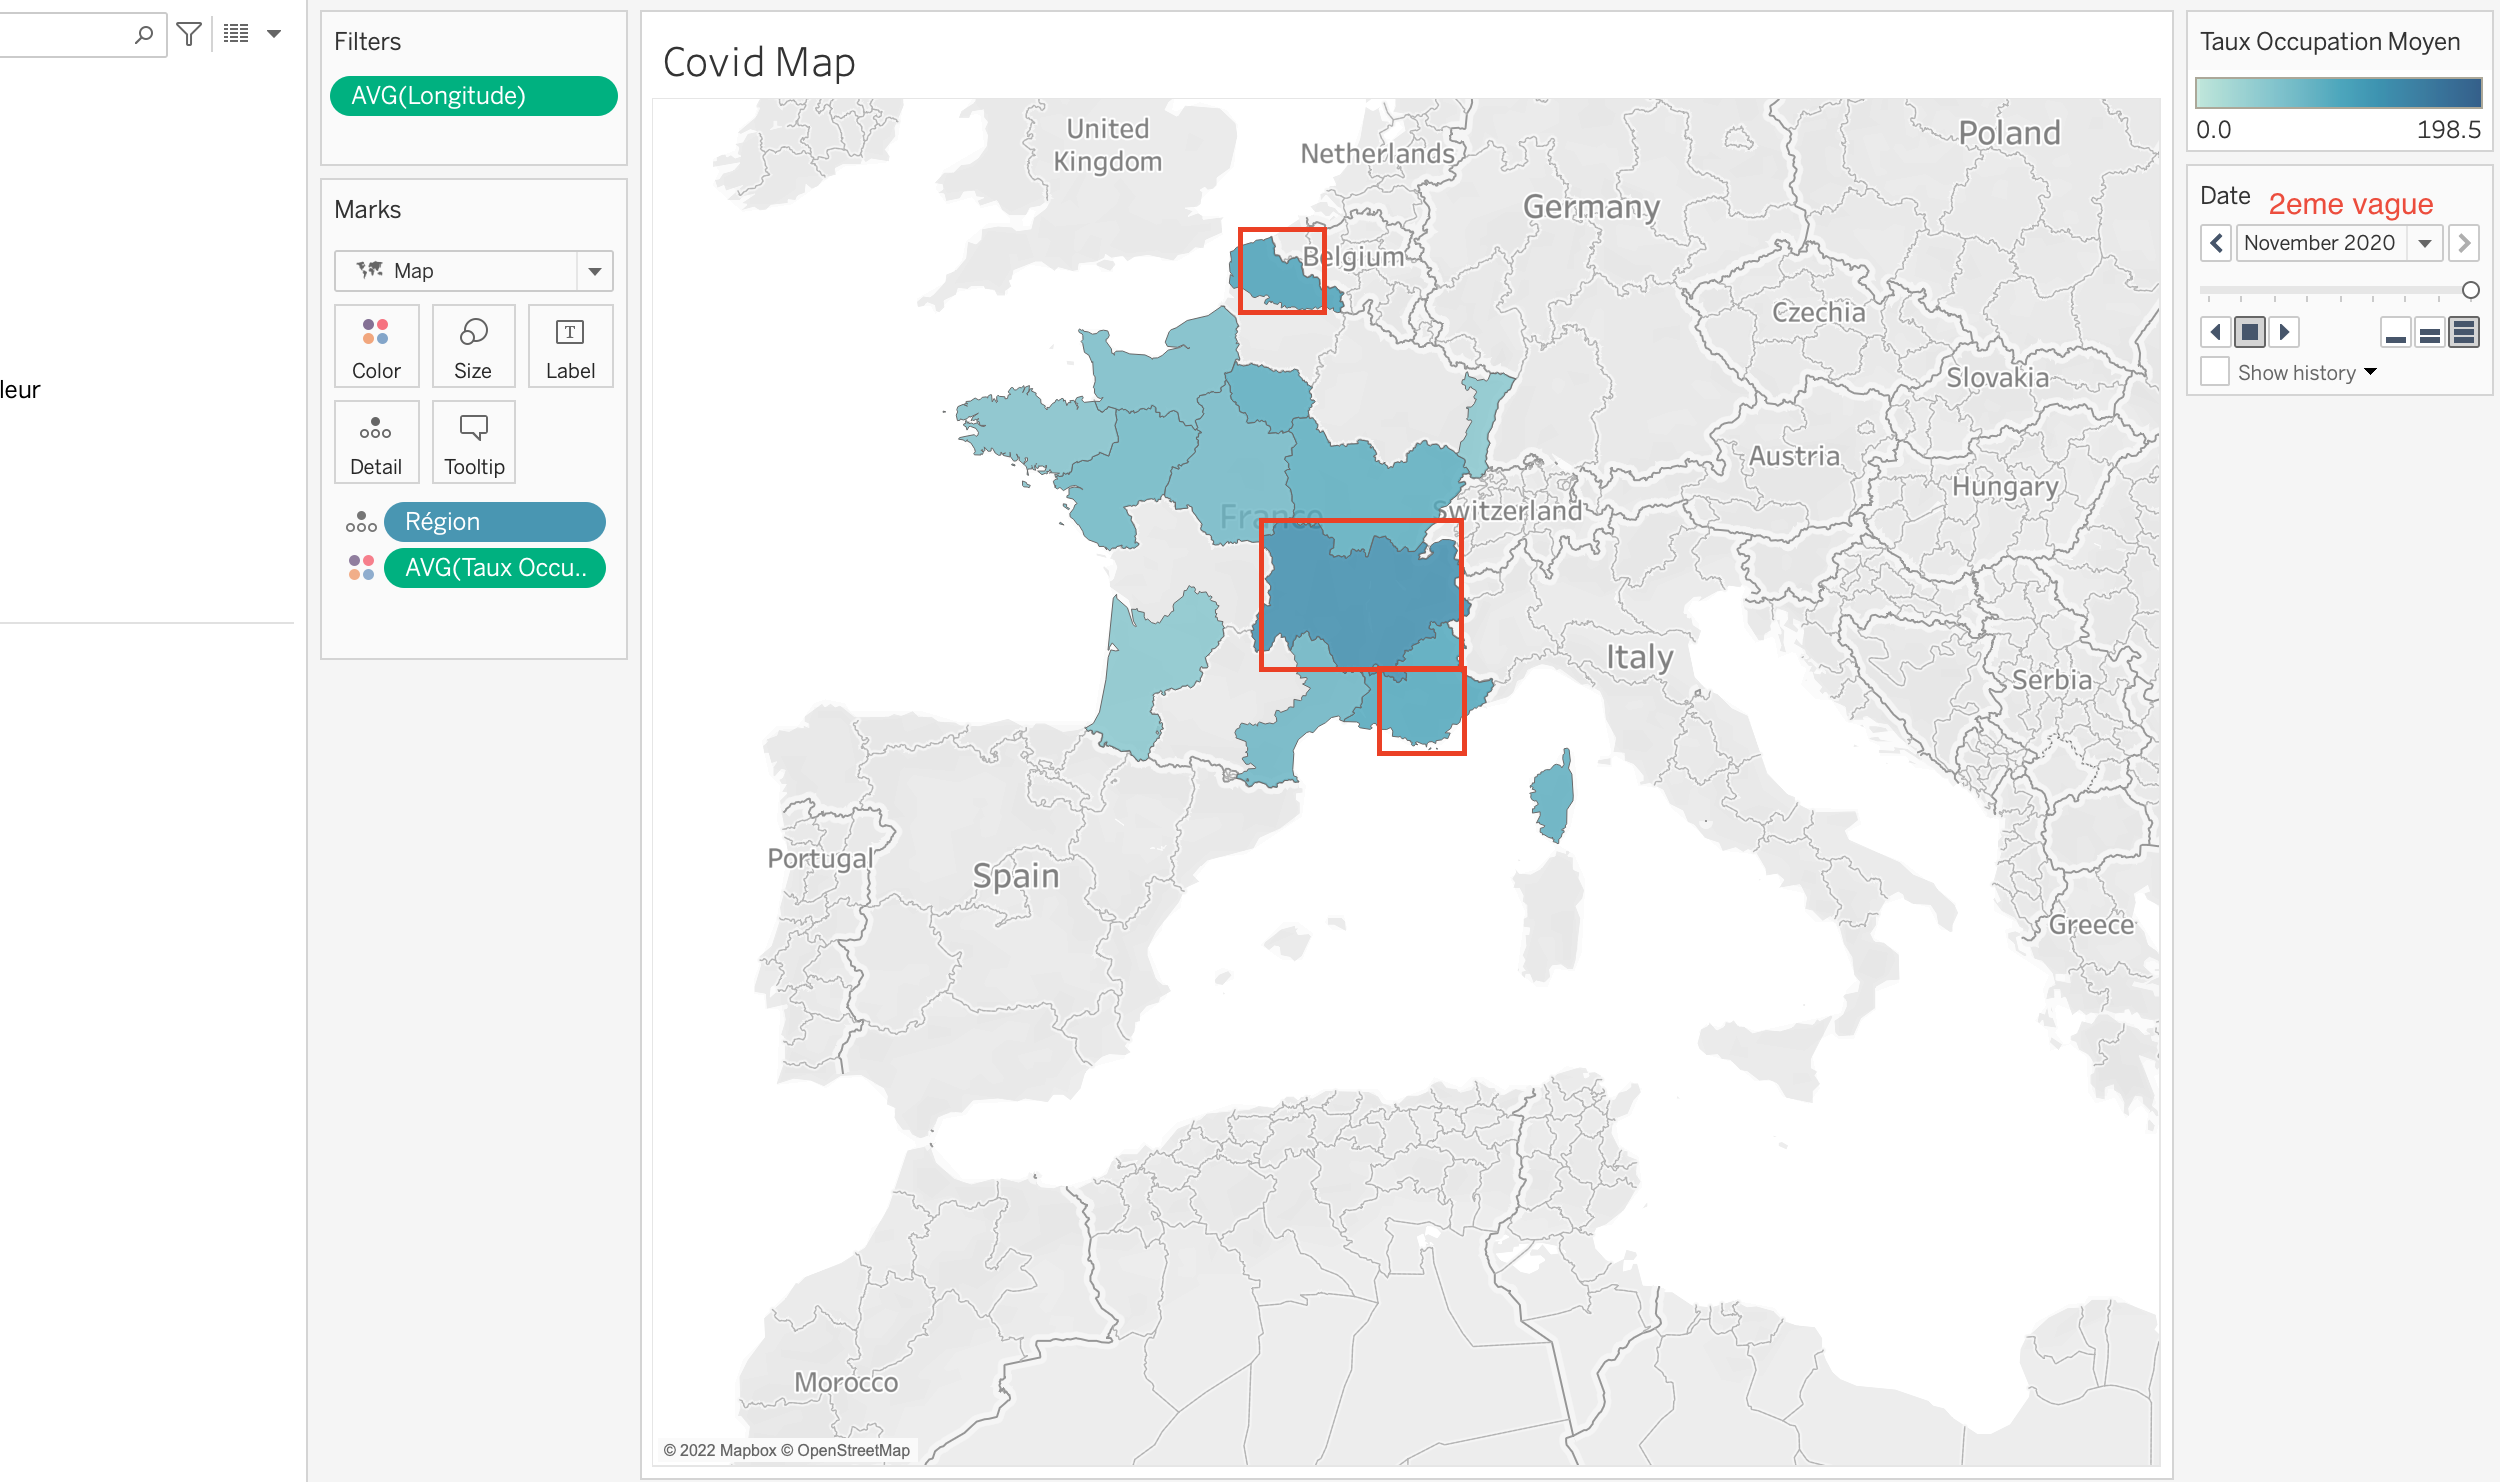 leur
Filters
AVG(Longitude)
Marks
Map
Color
Size
Label
Detail
Tooltip
Région
AVG(Taux Occu..
Covid Map
United
Kingdom
Netherlands
Poland
Germany
Belgium
Czechia
Slovakia
Austria
Hungary
France
Switzerland
Italy
Serbia
Portugal
Spain
Greece
Morocco
© 2022 Mapbox © OpenStreetMap
Taux Occupation Moyen
0.0 198.5
Date 2eme vague
November 2020
Show history